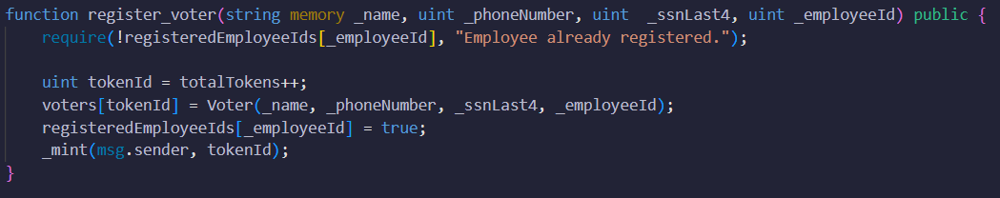 function register_voter(string memory _name, uint _phoneNumber, uint  _ssnLast4, uint _employeeId) public {
    require(!registeredEmployeeIds[_employeeId], "Employee already registered.");

    uint tokenId = totalTokens++;
    voters[tokenId] = Voter(_name, _phoneNumber, _ssnLast4, _employeeId);
    registeredEmployeeIds[_employeeId] = true;
    _mint(msg.sender, tokenId);
}